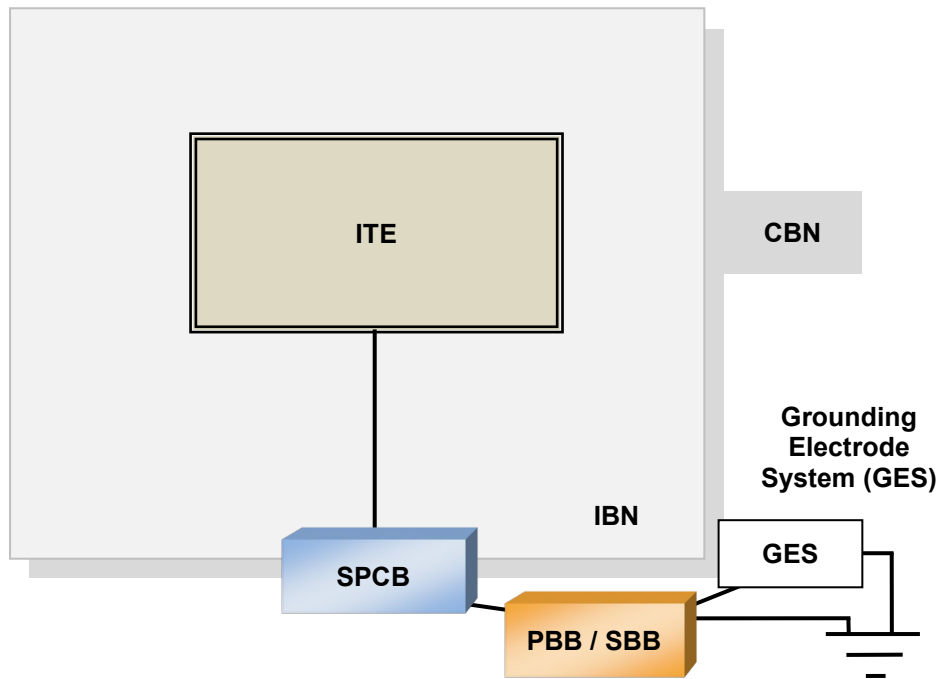 ITE
CBN
Grounding
Electrode
System (GES)
IBN
GES
SPCB
PBB / SBB